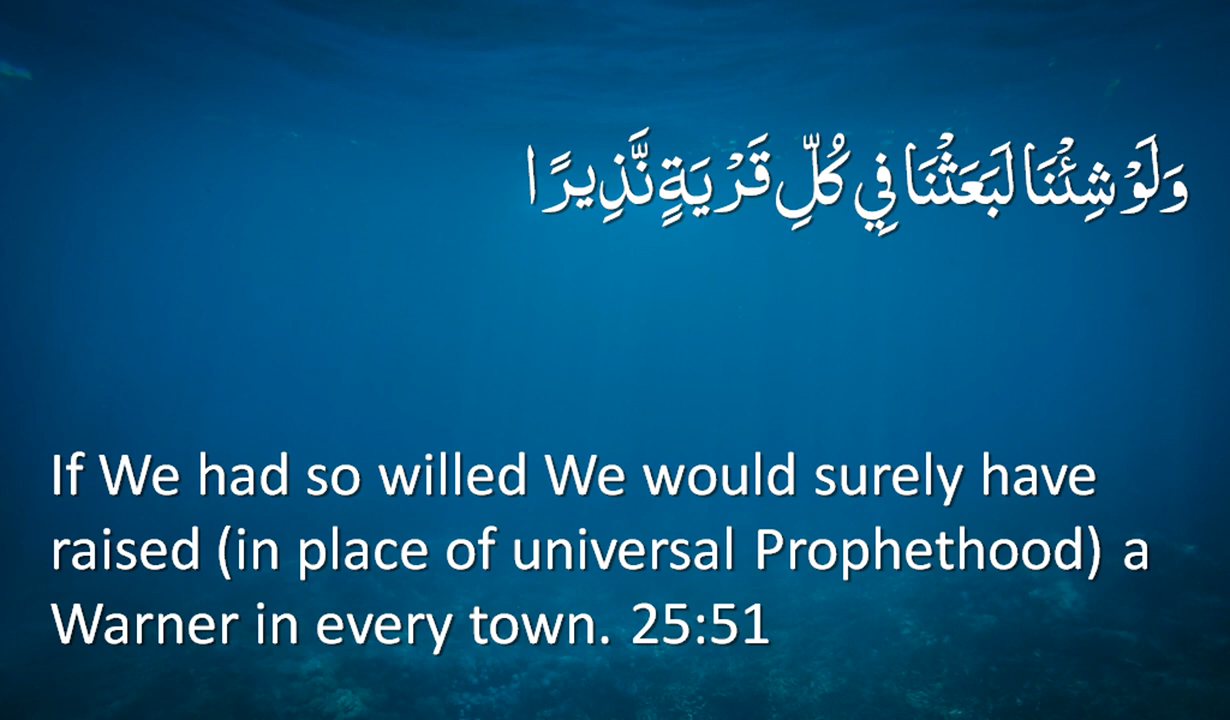 وَلَوْ شِئْنَا لَبَعَثْنَا فِي كُلِّ قَرْيَةٍ نَّذِيرًا
If We had so willed We would surely have
raised (in place of universal Prophethood) a
Warner in every town. 25:51